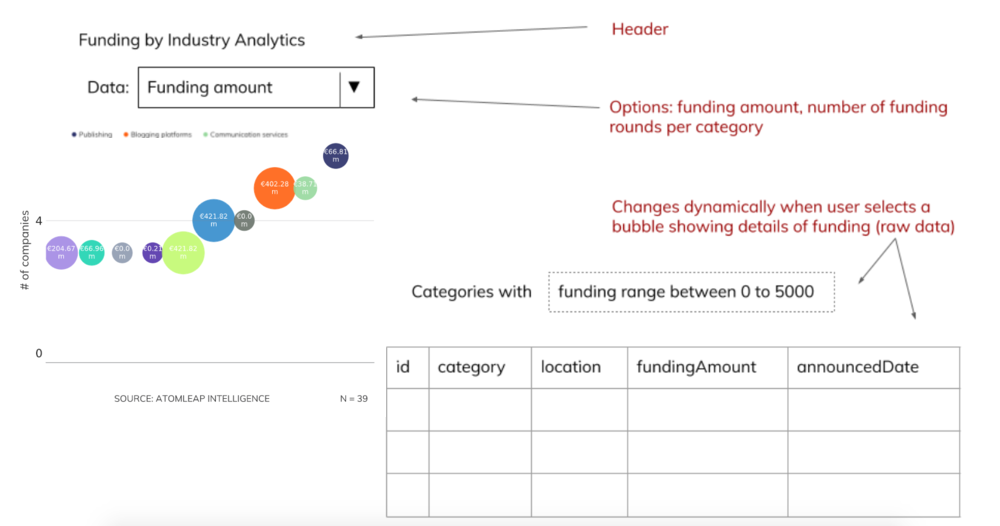 Funding by Industry Analytics
Header
Data:
Funding amount
▼
Options: funding amount, number of funding
rounds per category
Publishing
Blogging platforms
Communication services
€66.81
m
€402.28
m
m
€421.82
m
€0.0
m
€204.67
m
€66.96
m
€0.0
m
€0.21
m
€421.82
m
# of companies
4
0
Changes dynamically when user selects a
bubble showing details of funding (raw data)
Categories with
funding range between 0 to 5000
id
category
location
fundingAmount
announcedDate
SOURCE: ATOMLEAP INTELLIGENCE
N = 39